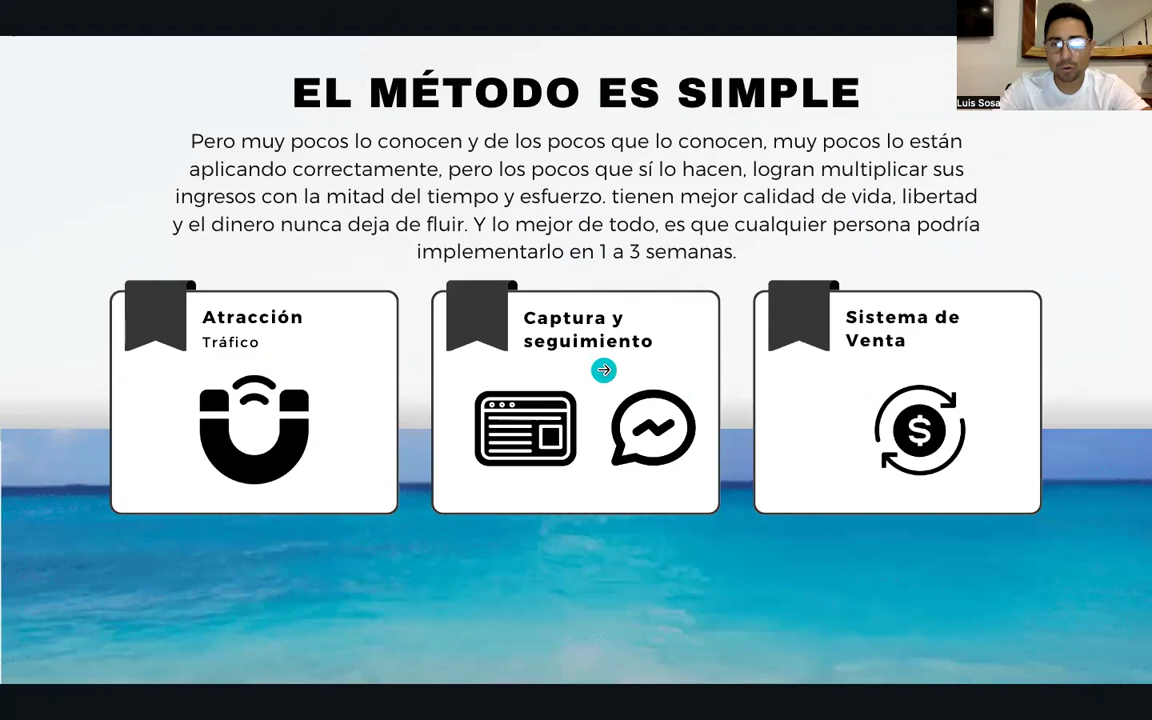 EL MÉTODO ES SIMPLE
Pero muy pocos lo conocen y de los pocos que lo conocen, muy pocos lo están
aplicando correctamente, pero los pocos que sí lo hacen, logran multiplicar sus
ingresos con la mitad del tiempo y esfuerzo. tienen mejor calidad de vida, libertad
y el dinero nunca deja de fluir. Y lo mejor de todo, es que cualquier persona podría
implementarlo en 1 a 3 semanas.
Atracción
Tráfico
Captura y
seguimiento
Sistema de
Venta
$
Luis Sosa